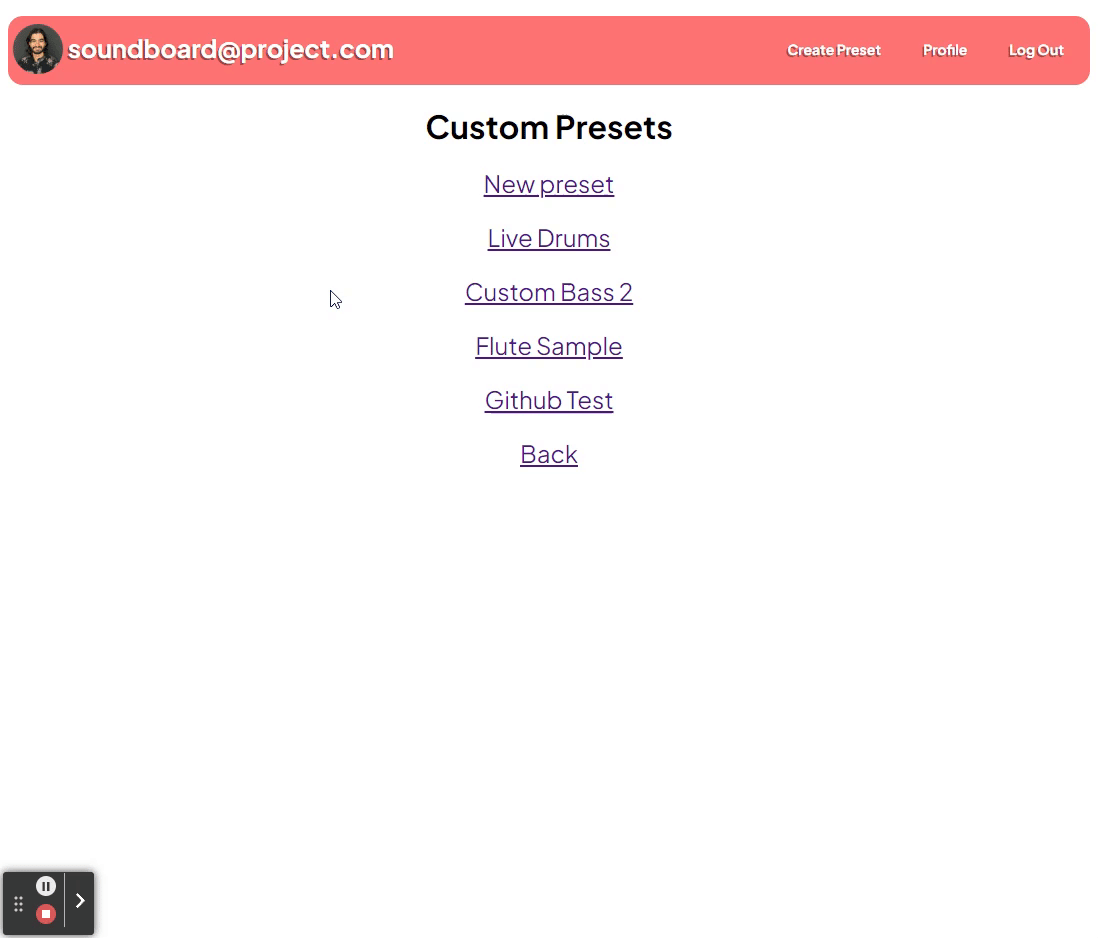 soundboard@project.com
Create Preset
Profile
Log Out
Custom Presets
New preset
Live Drums
Custom Bass 2
Flute Sample
Github Test
Back